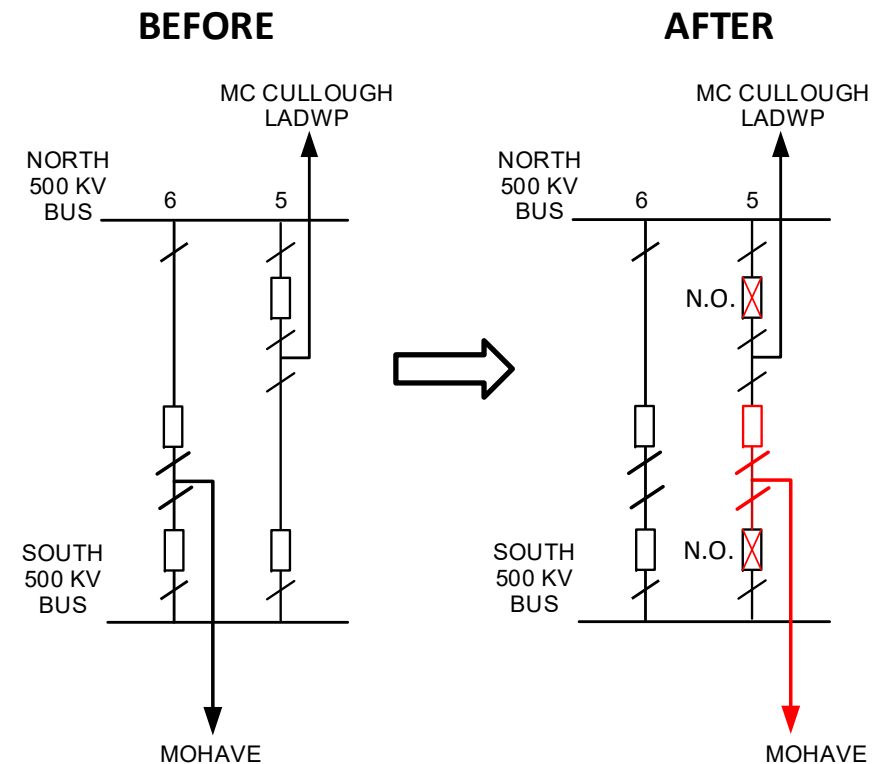 BEFORE
MC CULLOUGH
LADWP
NORTH
500 KV
BUS
6
5
SOUTH
500 KV
BUS
MOHAVE
AFTER
MC CULLOUGH
LADWP
NORTH
500 KV
BUS
6
5
N.O.
N.O.
SOUTH
500 KV
BUS
MOHAVE